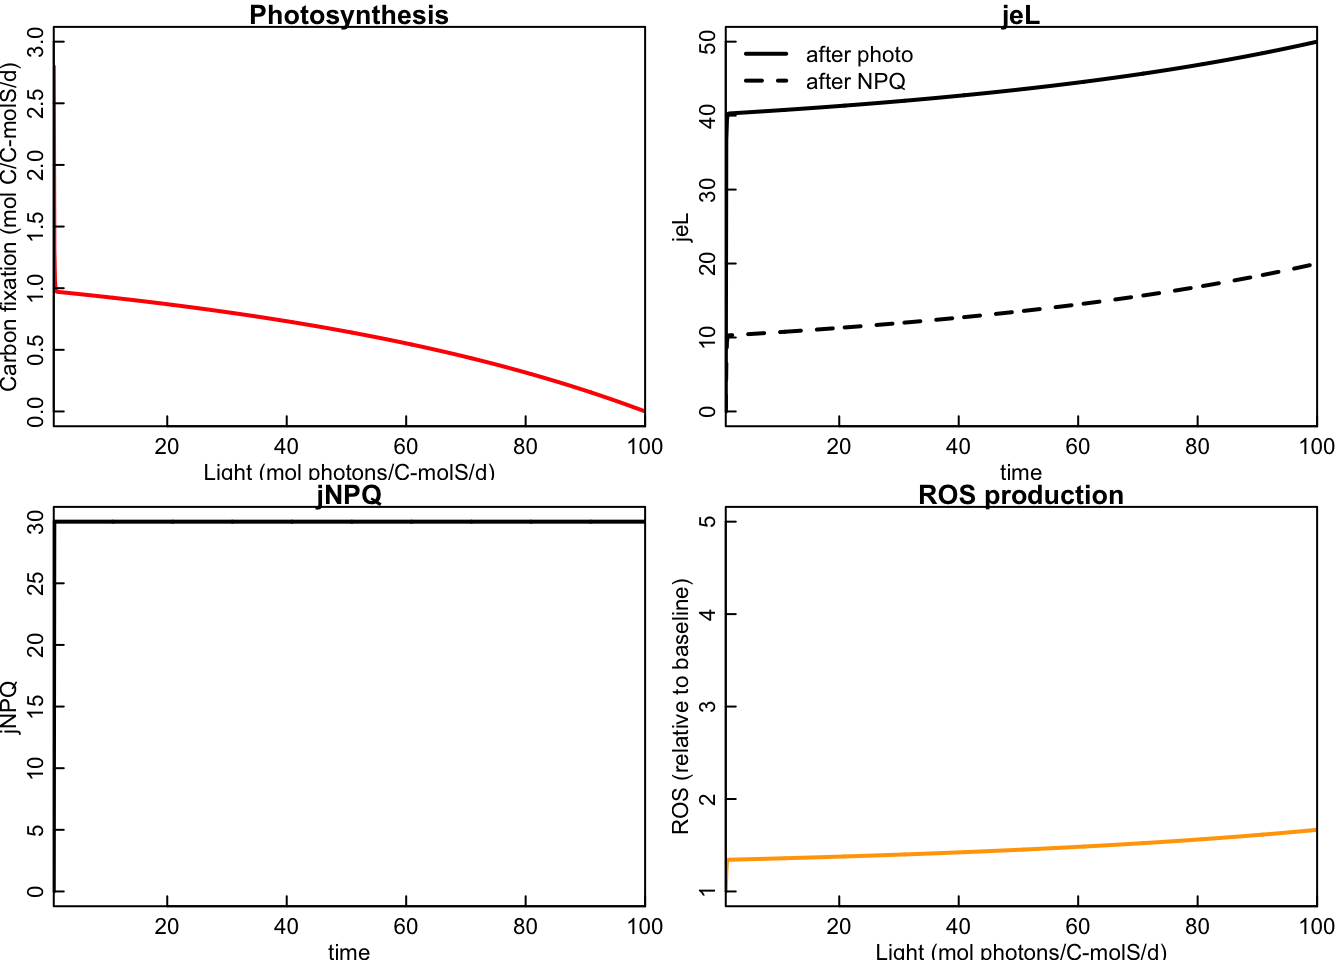 Photosynthesis
Carbon fixation (mol C/C-molS/d)
3.0
2.5
2.0
1.5
1.0
0.5
0.0
20 40 60 80 100
Light (mol photons/C-molS/d)
jeL
after photo
after NPQ
jeL
50
40
30
20
10
0
20 40 60 80 100
time
jNPQ
jNPQ
30
25
20
15
10
5
0
20 40 60 80 100
time
ROS production
ROS (relative to baseline)
5
4
3
2
1
20 40 60 80 100
Light (mol photons/C-molS/d)